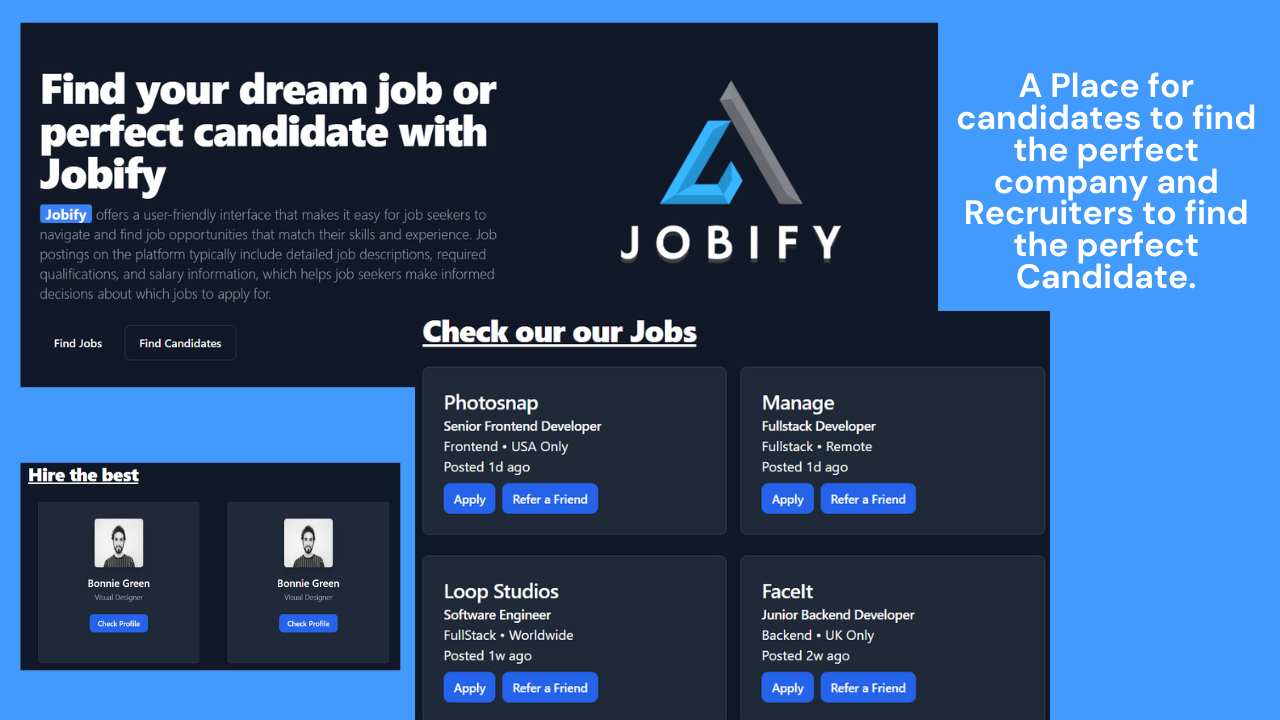 Find your dream job or
perfect candidate with
Jobify
Jobify offers a user-friendly interface that makes it easy for job seekers to
navigate and find job opportunities that match their skills and experience. Job
postings on the platform typically include detailed job descriptions, required
qualifications, and salary information, which helps job seekers make informed
decisions about which jobs to apply for.
Find Jobs
Find Candidates
JOBIFY
A Place for
candidates to find
the perfect
company and
Recruiters to find
the perfect
Candidate.
Check our our Jobs
Photosnap
Senior Frontend Developer
Frontend • USA Only
Posted 1d ago
Apply
Refer a Friend
Manage
Fullstack Developer
Fullstack • Remote
Posted 1d ago
Apply
Refer a Friend
Loop Studios
Software Engineer
FullStack • Worldwide
Posted 1w ago
Apply
Refer a Friend
FaceIt
Junior Backend Developer
Backend • UK Only
Posted 2w ago
Apply
Refer a Friend
Hire the best
Bonnie Green
Visual Designer
Check Profile
Bonnie Green
Visual Designer
Check Profile